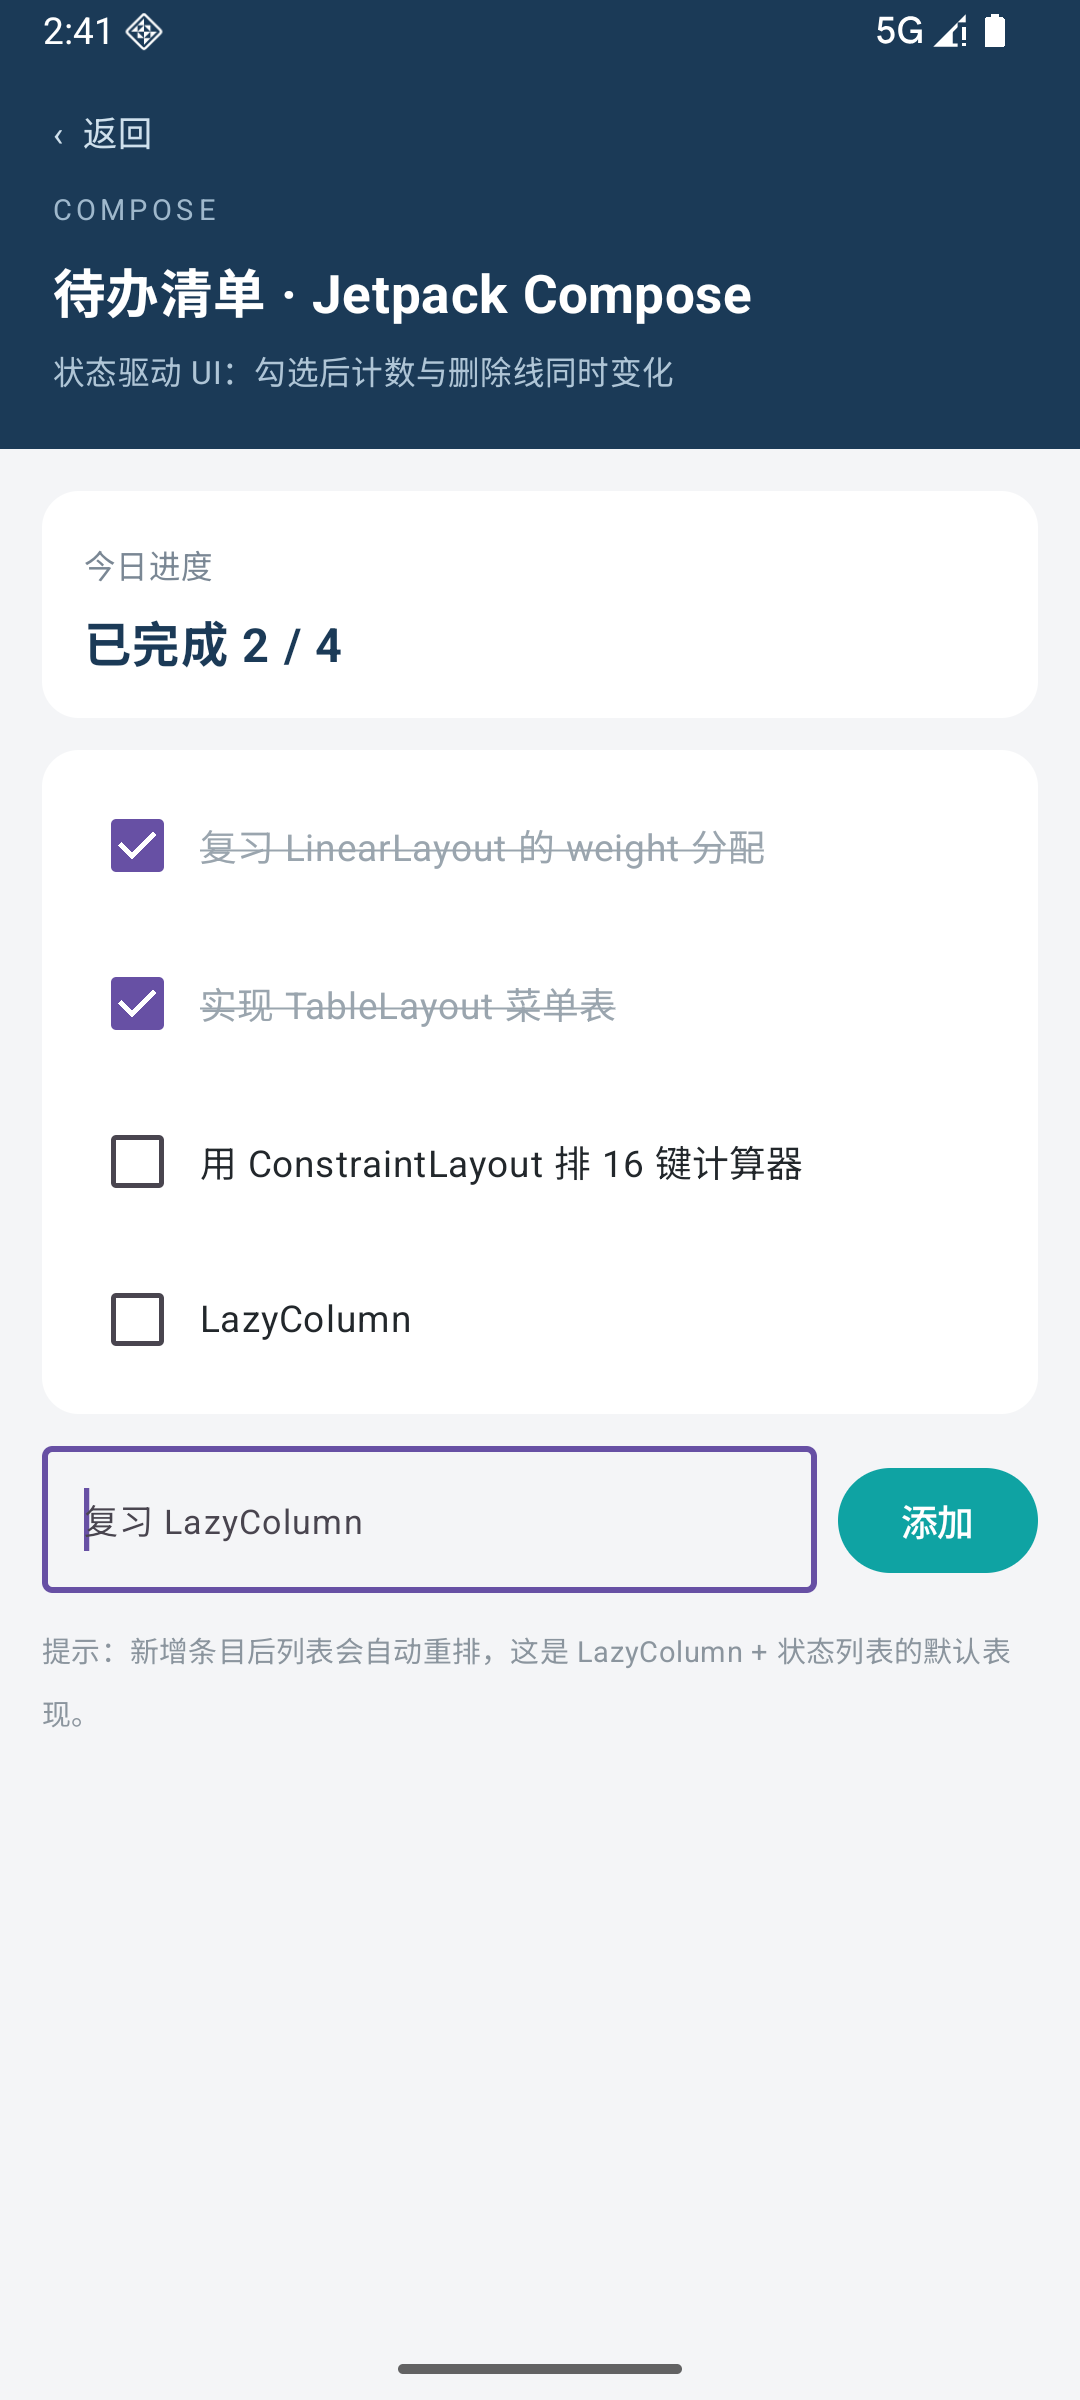 2:41
5G
‹ 返回
COMPOSE
待办清单 · Jetpack Compose
状态驱动 UI：勾选后计数与删除线同时变化
今日进度
已完成 2 / 4
复习 LinearLayout 的 weight 分配
实现 TableLayout 菜单表
用 ConstraintLayout 排 16 键计算器
LazyColumn
复习 LazyColumn
添加
提示：新增条目后列表会自动重排，这是 LazyColumn + 状态列表的默认表
现。